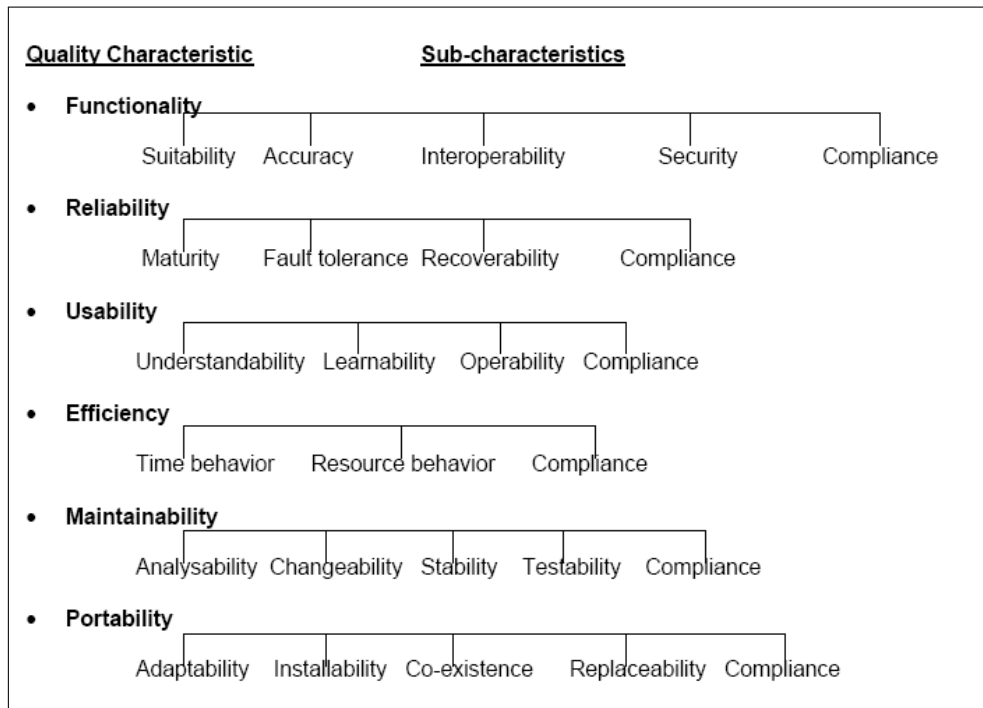 Quality Characteristic Sub-characteristics
• Functionality
Suitability Accuracy Interoperability Security Compliance
• Reliability
Maturity Fault tolerance Recoverability Compliance
• Usability
Understandability Learnability Operability Compliance
• Efficiency
Time behavior Resource behavior Compliance
• Maintainability
Analysability Changeability Stability Testability Compliance
• Portability
Adaptability Installability Co-existence Replaceability Compliance